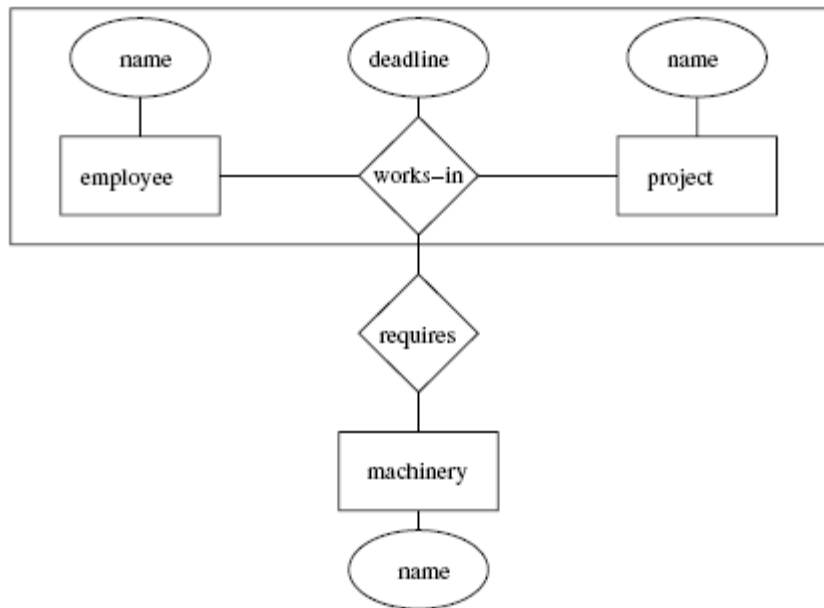 name
deadline
name
employee
works-in
project
requires
machinery
name